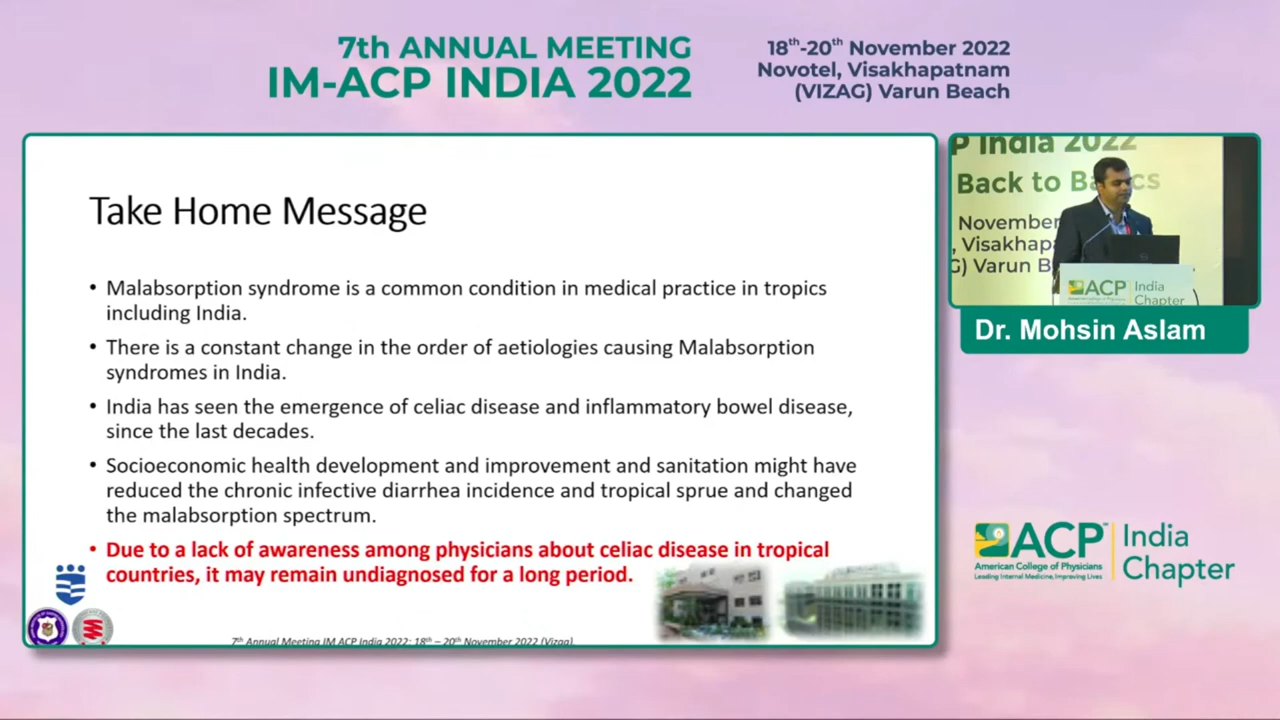 7th ANNUAL MEETING
IM-ACP INDIA 2022
18th-20th November 2022
Novotel, Visakhapatnam
(VIZAG) Varun Beach
Take Home Message
• Malabsorption syndrome is a common condition in medical practice in tropics
including India.
• There is a constant change in the order of aetiologies causing Malabsorption
syndromes in India.
• India has seen the emergence of celiac disease and inflammatory bowel disease,
since the last decades.
• Socioeconomic health development and improvement and sanitation might have
reduced the chronic infective diarrhea incidence and tropical sprue and changed
the malabsorption spectrum.
• Due to a lack of awareness among physicians about celiac disease in tropical
countries, it may remain undiagnosed for a long period.
7th Annual Meeting IM ACP India 2022; 18th – 20th November 2022 (Vizag).
P India 2022
Back to B cs
November
, Visakhap
G) Varun B
ACP India
Chapter
Dr. Mohsin Aslam
ACP™ India
American College of Physicians Chapter
Leading Internal Medicine, Improving Lives